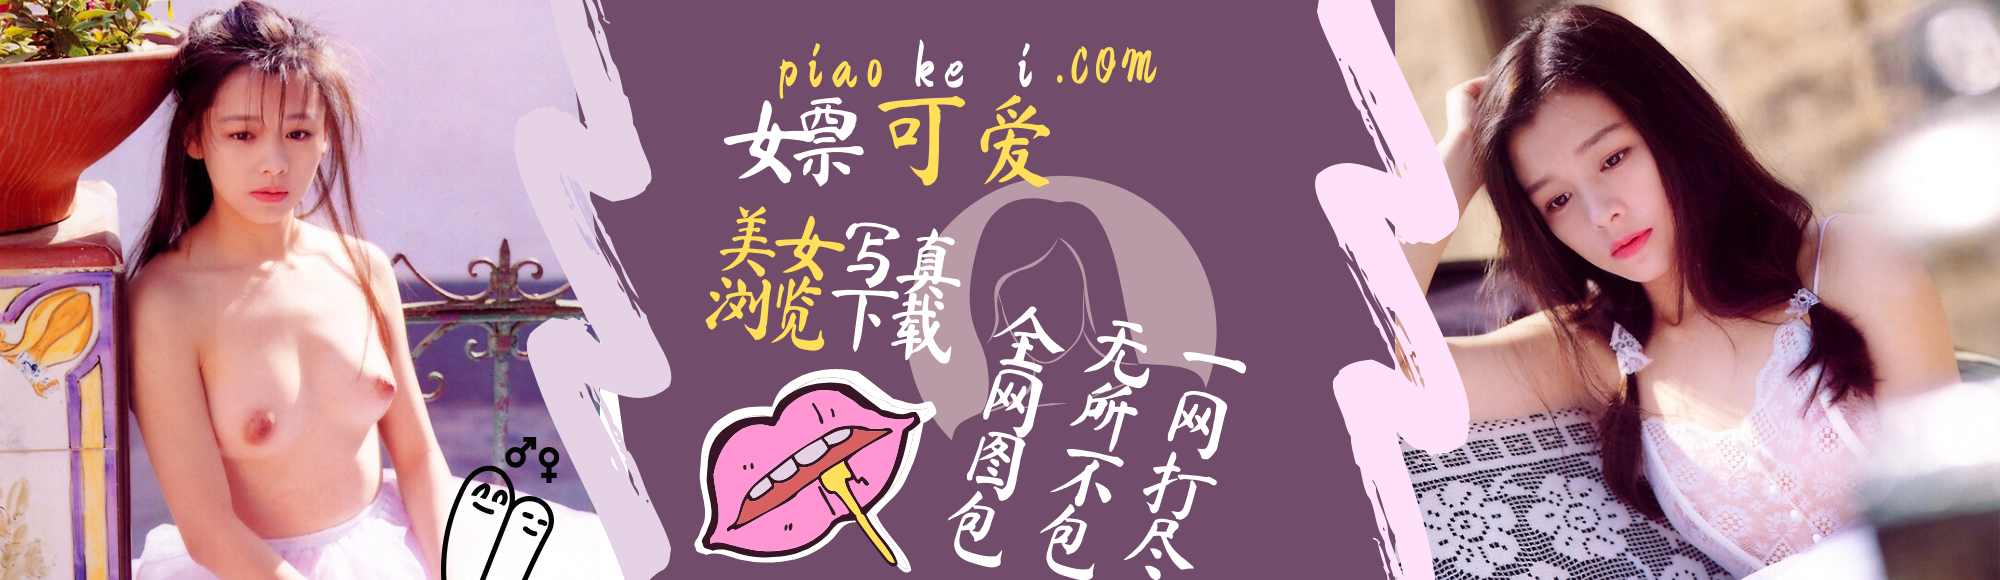 piao ke i .com
嫖可爱
美女写真
浏览下载
全网图包
无所不包
一网打尽